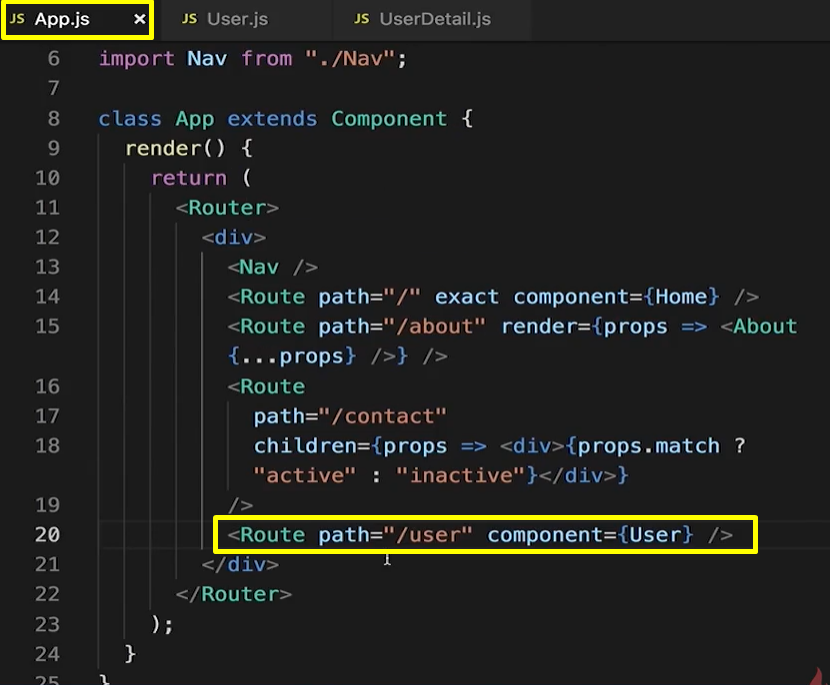 JS App.js × JS User.js JS UserDetail.js
6 import Nav from "./Nav";
7
8 class App extends Component {
9 render() {
10 return (
11 <Router>
12 <div>
13 <Nav />
14 <Route path="/" exact component={Home} />
15 <Route path="/about" render={props => <About
{...props} />} />
16 <Route
17 path="/contact"
18 children={props => <div>{props.match ?
"active" : "inactive"}</div>}
19 />
20 <Route path="/user" component={User} />
21 </div>
22 </Router>
23 );
24 }
25 }